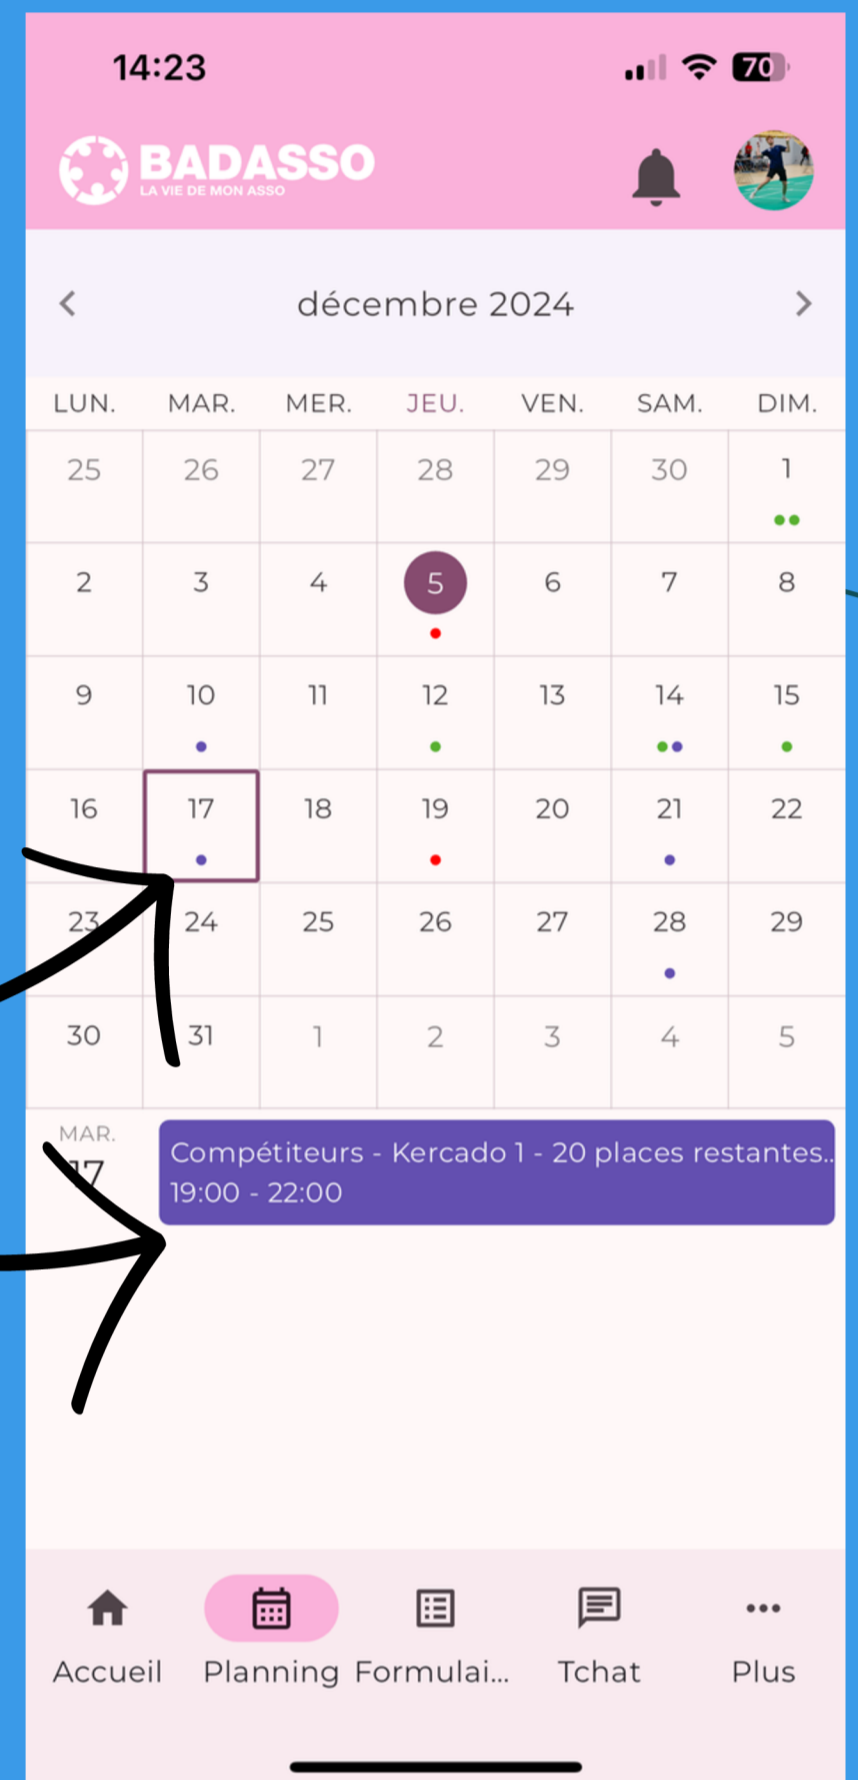 14:23
70
BADASSO
LA VIE DE MON ASSO
décembre 2024
LUN. MAR. MER. JEU. VEN. SAM. DIM.
25 26 27 28 29 30 1
2 3 4 5 6 7 8
9 10 11 12 13 14 15
16 17 18 19 20 21 22
23 24 25 26 27 28 29
30 31 1 2 3 4 5
MAR.
17
Compétiteurs - Kercado 1 - 20 places restantes..
19:00 - 22:00
Accueil Planning Formulai... Tchat Plus